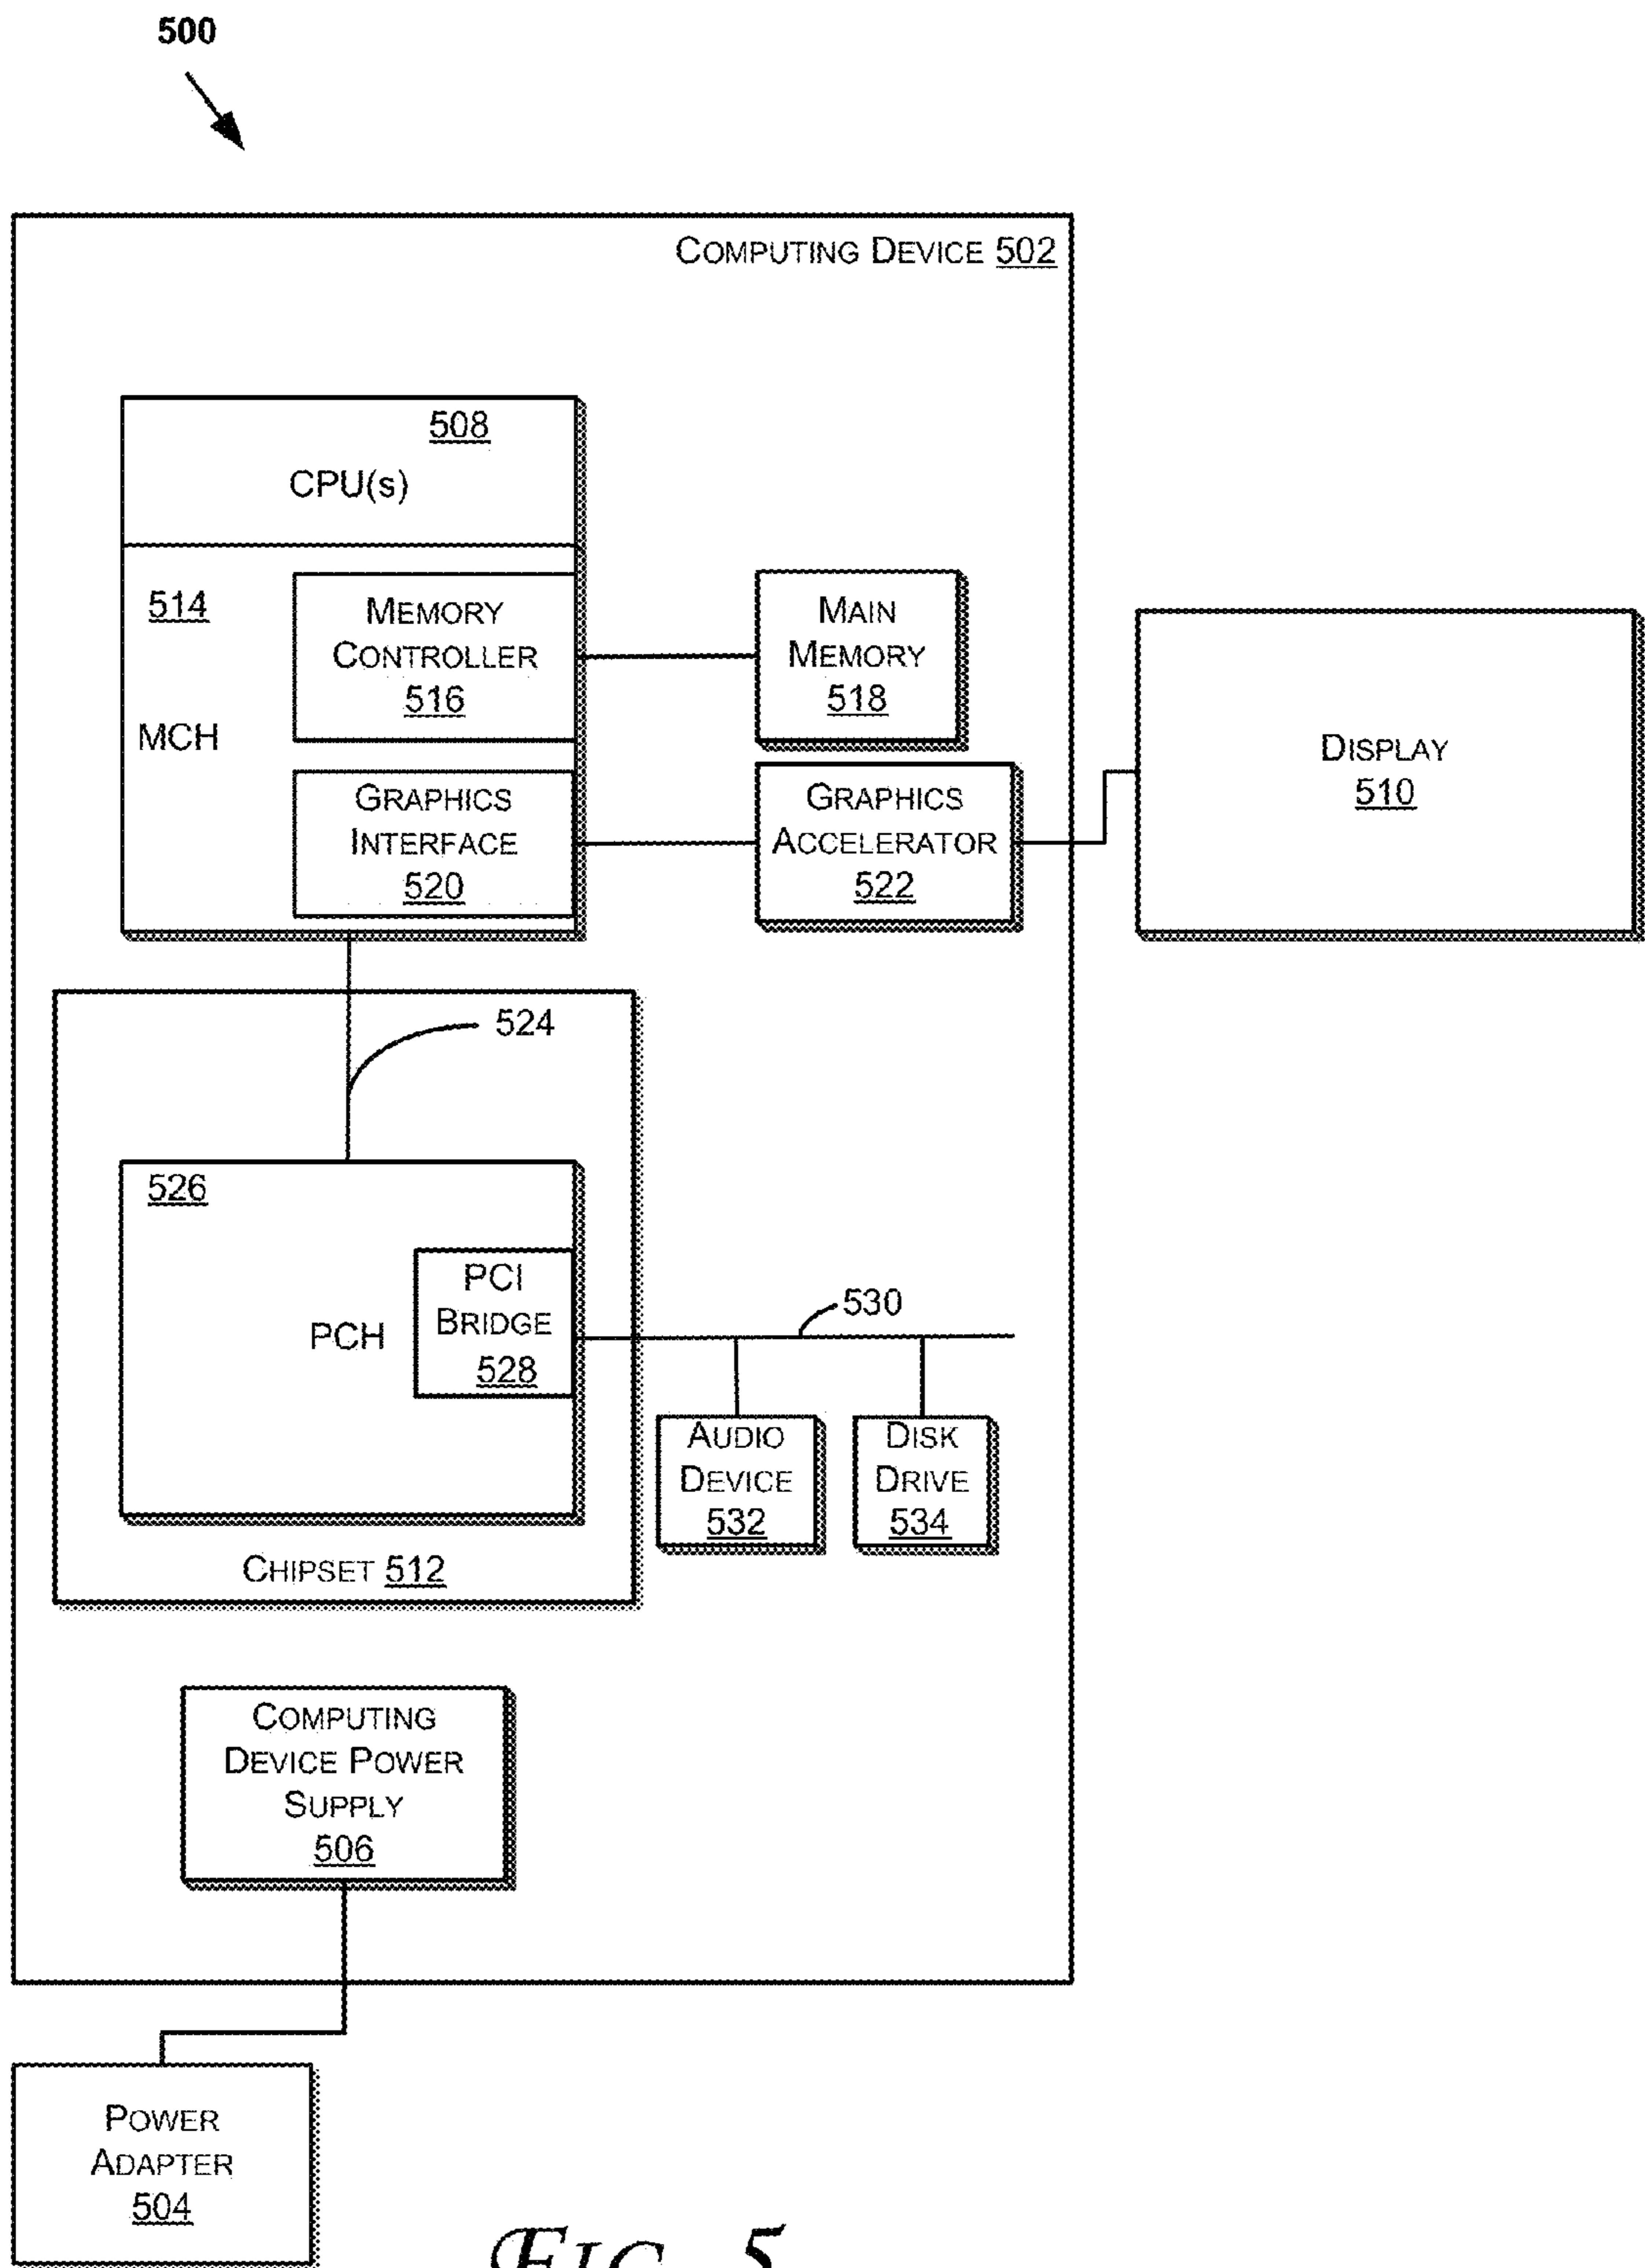 500
COMPUTING DEVICE 502
508
CPU(s)
514
MCH
MEMORY
CONTROLLER
516
GRAPHICS
INTERFACE
520
MAIN
MEMORY
518
GRAPHICS
ACCELERATOR
522
DISPLAY
510
524
526
PCH
PCI
BRIDGE
528
530
AUDIO
DEVICE
532
DISK
DRIVE
534
CHIPSET 512
COMPUTING
DEVICE POWER
SUPPLY
506
POWER
ADAPTER
504
FIG. 5